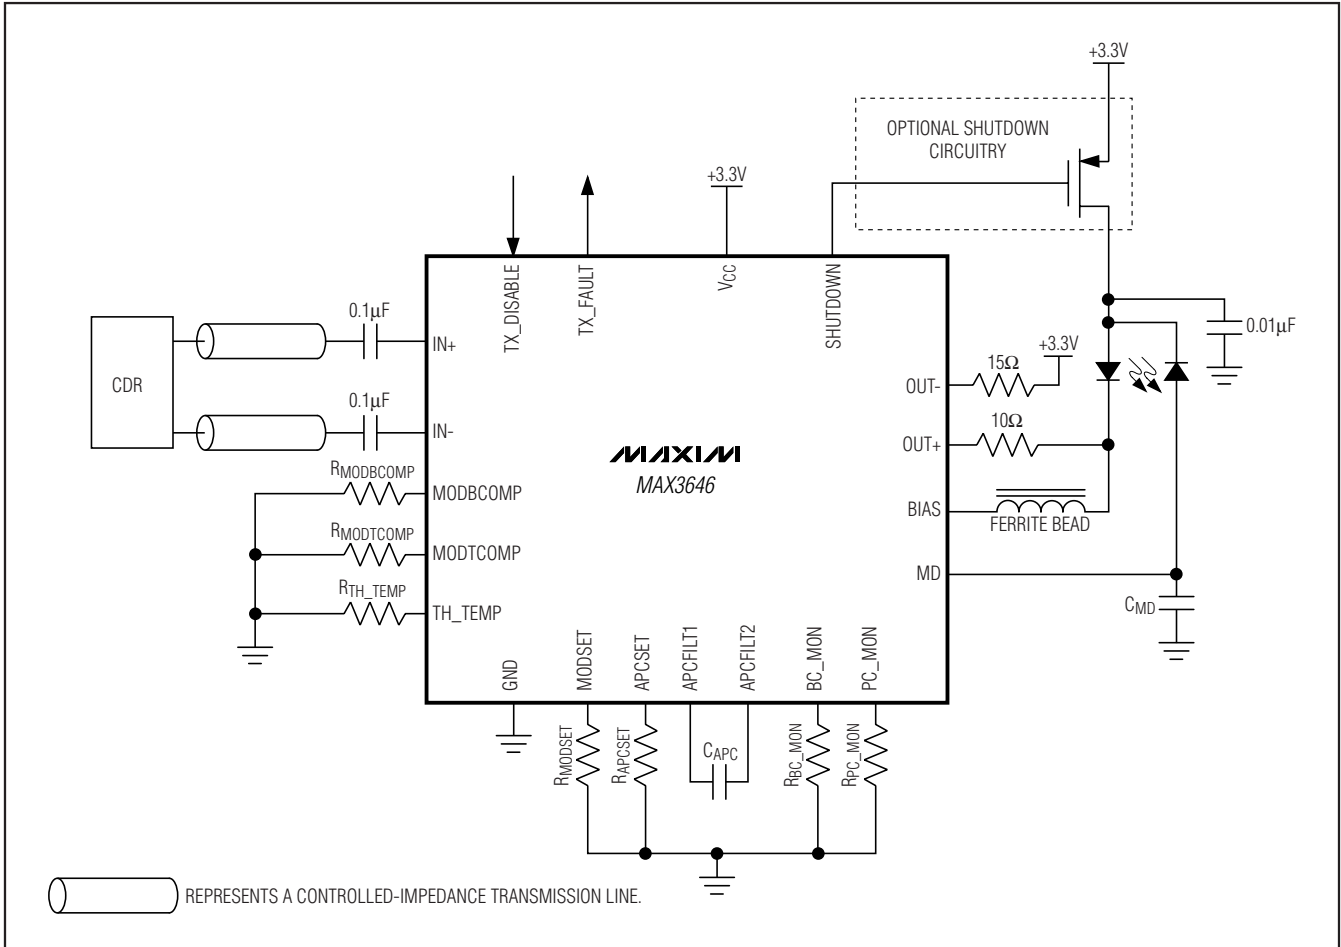 +3.3V
OPTIONAL SHUTDOWN
CIRCUITRY
+3.3V
TX_DISABLE
TX_FAULT
VCC
SHUTDOWN
0.1μF
CDR
IN+
0.1μF
IN-
0.01μF
+3.3V
15Ω
OUT-
10Ω
OUT+
MAXIM
MAX3646
RMODBCOMP
MODBCOMP
BIAS
FERRITE BEAD
RMODTCOMP
MODTCOMP
MD
RTH_TEMP
TH_TEMP
CMD
GND
MODSET
APCSET
APCFILT1
APCFILT2
BC_MON
PC_MON
RMODSET
RAPCSET
CAPC
RBC_MON
RPC_MON
REPRESENTS A CONTROLLED-IMPEDANCE TRANSMISSION LINE.